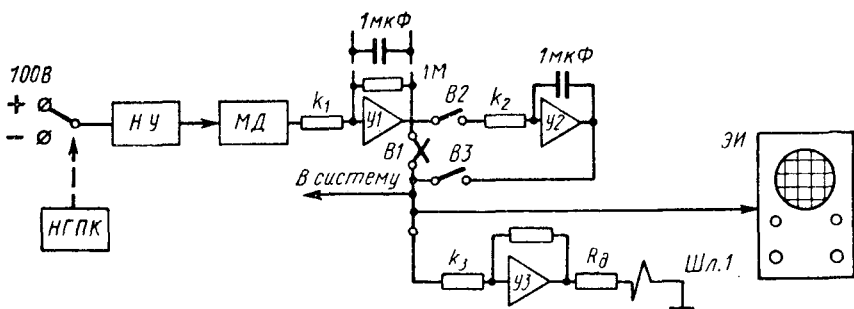 1мкФ
1мкФ
100В
1М
+
k₁
В2
k₂
НУ
МД
У1
У2
–
В1
ЭИ
В3
В систему
НГПК
k₃
У3
R∂
Шл.1